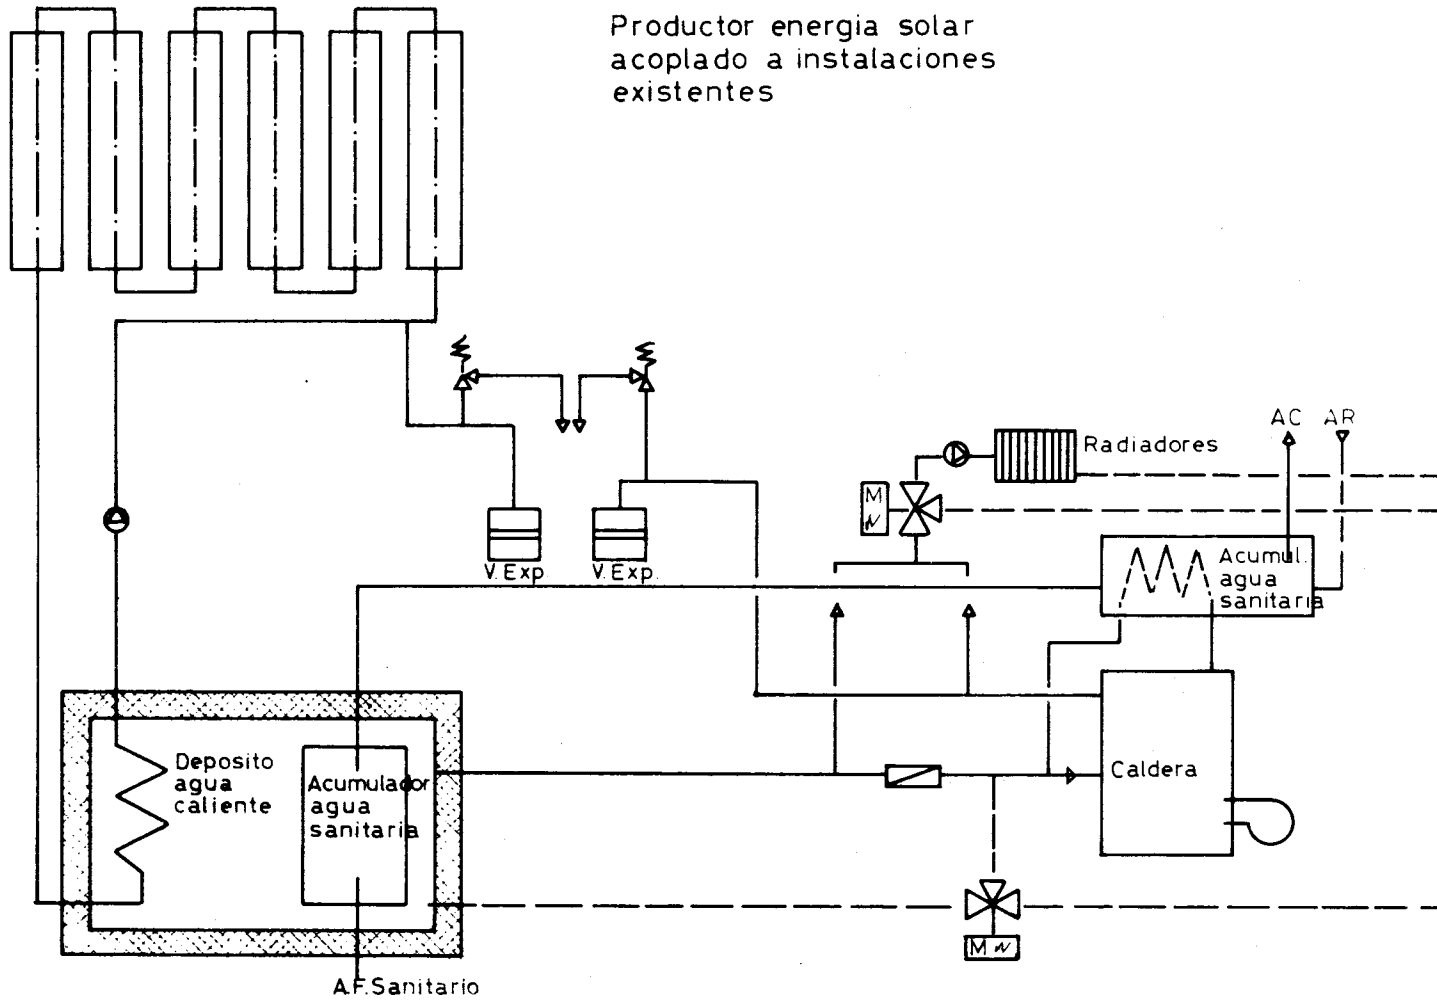 Productor energia solar
acoplado a instalaciones
existentes
AC AR
Radiadores
M
V.Exp.
V.Exp.
Acumul.
agua
sanitaria
Deposito
agua
caliente
Acumulador
agua
sanitaria
Caldera
M
A.F.Sanitario